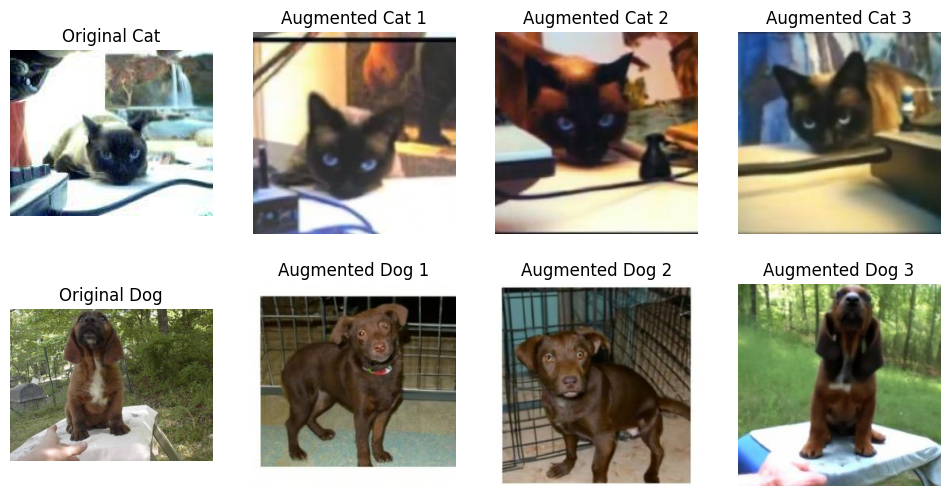 Original Cat
Augmented Cat 1
Augmented Cat 2
Augmented Cat 3
Original Dog
Augmented Dog 1
Augmented Dog 2
Augmented Dog 3